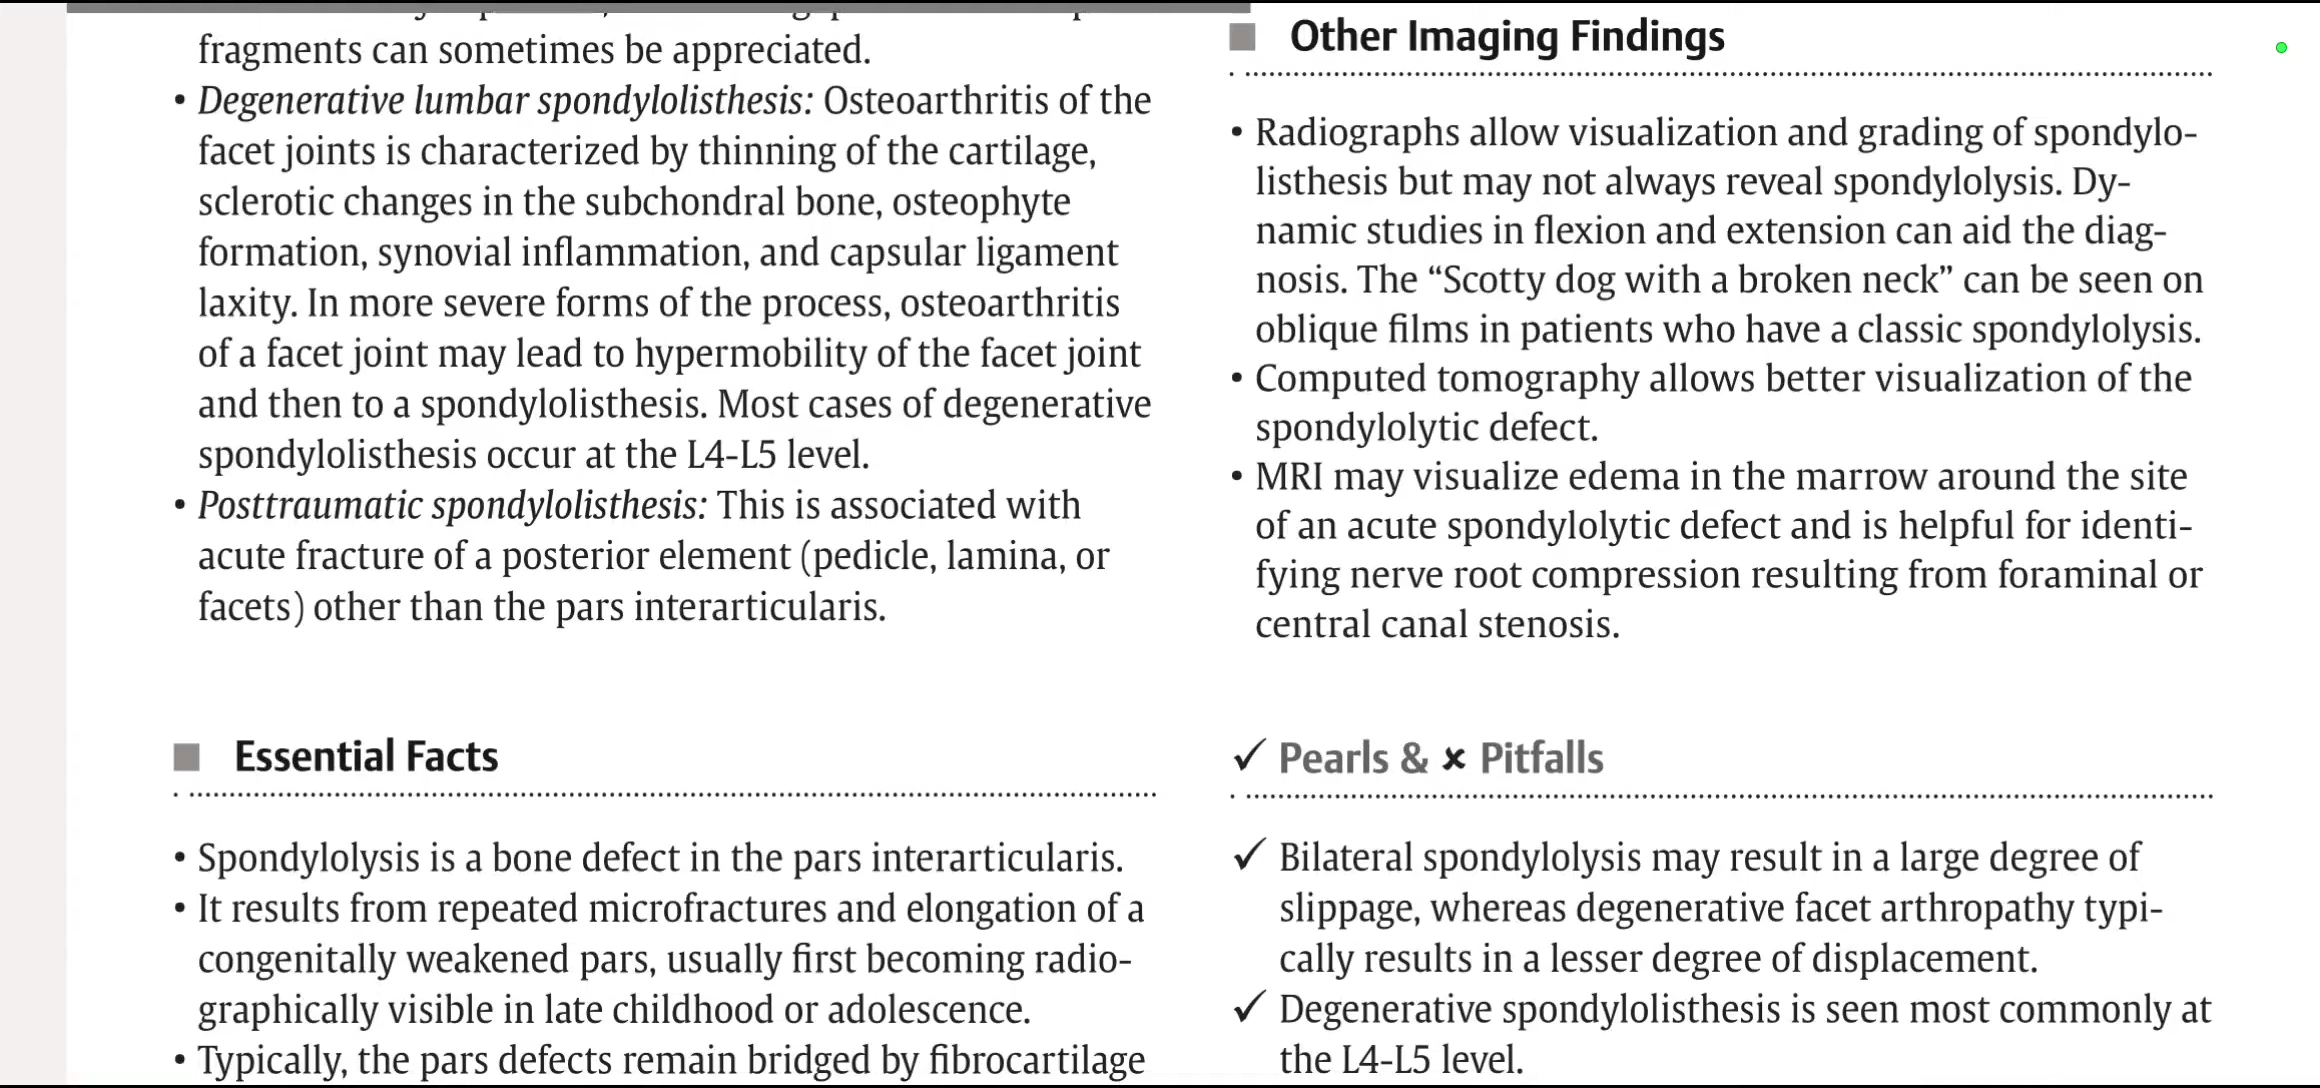 fragments can sometimes be appreciated.
• Degenerative lumbar spondylolisthesis: Osteoarthritis of the
facet joints is characterized by thinning of the cartilage,
sclerotic changes in the subchondral bone, osteophyte
formation, synovial inflammation, and capsular ligament
laxity. In more severe forms of the process, osteoarthritis
of a facet joint may lead to hypermobility of the facet joint
and then to a spondylolisthesis. Most cases of degenerative
spondylolisthesis occur at the L4-L5 level.
• Posttraumatic spondylolisthesis: This is associated with
acute fracture of a posterior element (pedicle, lamina, or
facets) other than the pars interarticularis.
■ Essential Facts
• Spondylolysis is a bone defect in the pars interarticularis.
• It results from repeated microfractures and elongation of a
congenitally weakened pars, usually first becoming radio-
graphically visible in late childhood or adolescence.
• Typically, the pars defects remain bridged by fibrocartilage
■ Other Imaging Findings
• Radiographs allow visualization and grading of spondylo-
listhesis but may not always reveal spondylolysis. Dy-
namic studies in flexion and extension can aid the diag-
nosis. The “Scotty dog with a broken neck” can be seen on
oblique films in patients who have a classic spondylolysis.
• Computed tomography allows better visualization of the
spondylolytic defect.
• MRI may visualize edema in the marrow around the site
of an acute spondylolytic defect and is helpful for identi-
fying nerve root compression resulting from foraminal or
central canal stenosis.
✓ Pearls & ✗ Pitfalls
✓ Bilateral spondylolysis may result in a large degree of
slippage, whereas degenerative facet arthropathy typi-
cally results in a lesser degree of displacement.
✓ Degenerative spondylolisthesis is seen most commonly at
the L4-L5 level.